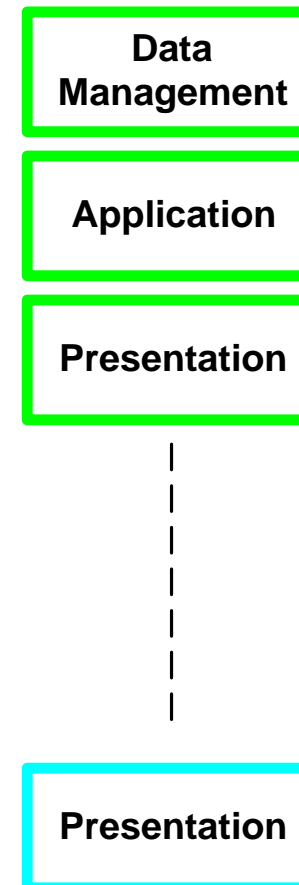 Data
Management
Application
Presentation
Presentation